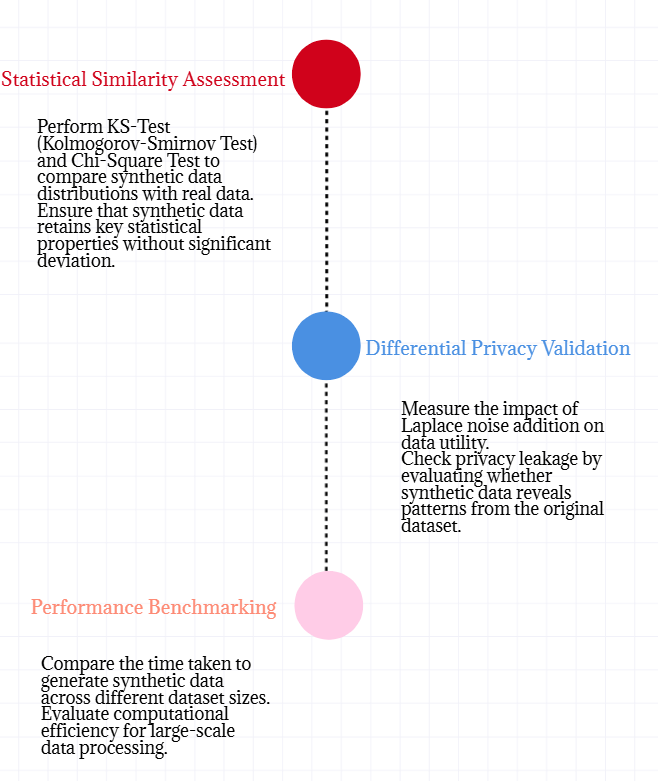 Statistical Similarity Assessment
Perform KS-Test
(Kolmogorov-Smirnov Test)
and Chi-Square Test to
compare synthetic data
distributions with real data.
Ensure that synthetic data
retains key statistical
properties without significant
deviation.
Differential Privacy Validation
Measure the impact of
Laplace noise addition on
data utility.
Check privacy leakage by
evaluating whether
synthetic data reveals
patterns from the original
dataset.
Performance Benchmarking
Compare the time taken to
generate synthetic data
across different dataset sizes.
Evaluate computational
efficiency for large-scale
data processing.